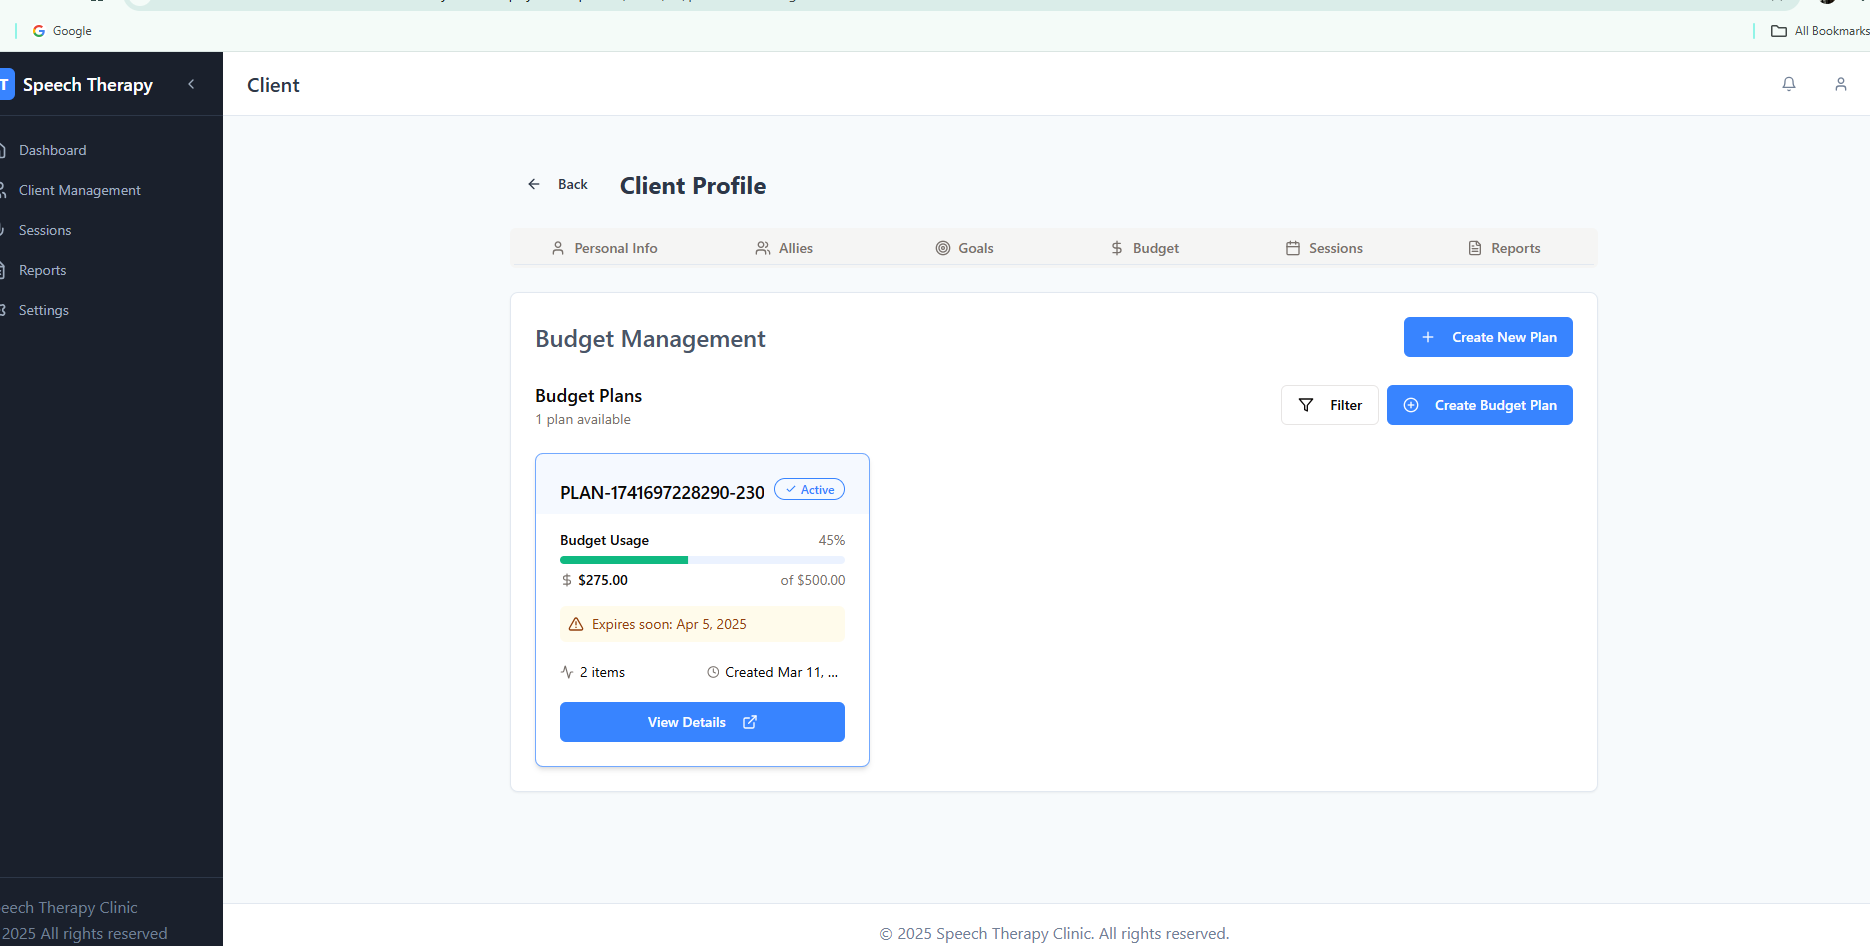 Google
All Bookmarks
T Speech Therapy
Client
Dashboard
Client Management
Sessions
Reports
Settings
Back
Client Profile
Personal Info
Allies
Goals
Budget
Sessions
Reports
Budget Management
Create New Plan
Budget Plans
1 plan available
Filter
Create Budget Plan
PLAN-1741697228290-230
Active
Budget Usage
45%
$ $275.00
of $500.00
Expires soon: Apr 5, 2025
2 items
Created Mar 11, ...
View Details
eech Therapy Clinic
2025 All rights reserved
© 2025 Speech Therapy Clinic. All rights reserved.